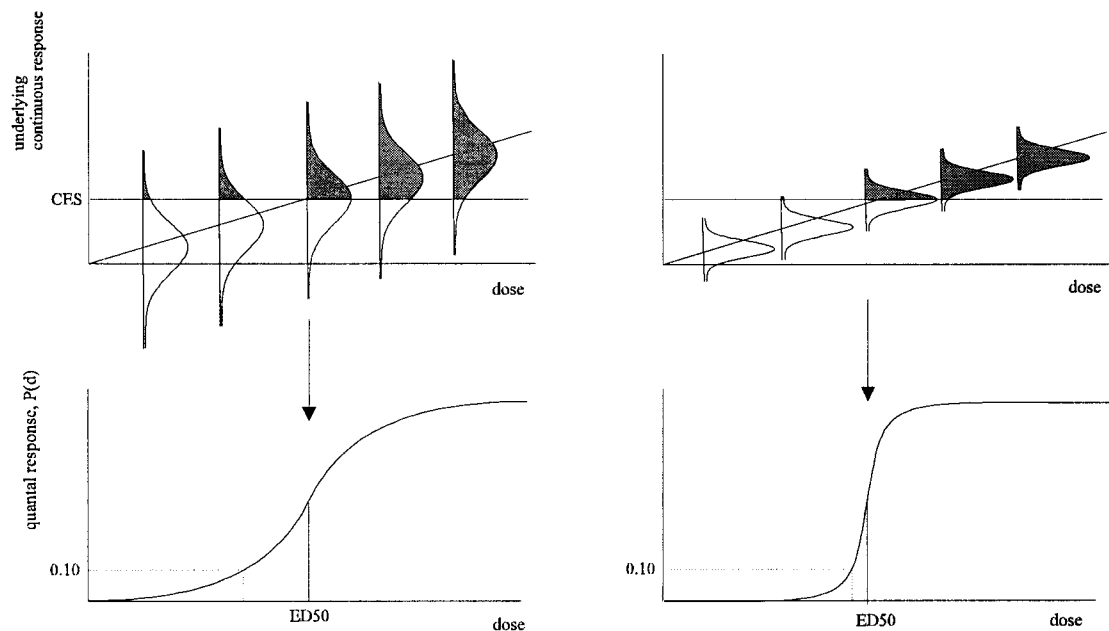 underlying
continuous response
CES
dose
dose
quantal response, P(d)
0.10
ED50
dose
0.10
ED50
dose